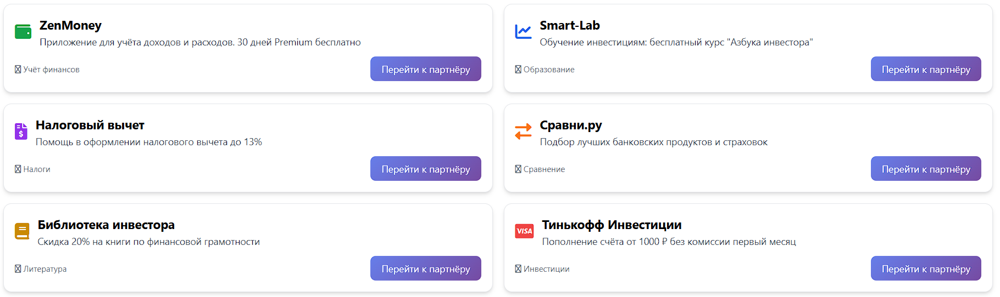 ZenMoney
Приложение для учёта доходов и расходов. 30 дней Premium бесплатно
Учёт финансов
Перейти к партнёру
Smart-Lab
Обучение инвестициям: бесплатный курс "Азбука инвестора"
Образование
Перейти к партнёру
$
Налоговый вычет
Помощь в оформлении налогового вычета до 13%
Налоги
Перейти к партнёру
Сравни.ру
Подбор лучших банковских продуктов и страховок
Сравнение
Перейти к партнёру
Библиотека инвестора
Скидка 20% на книги по финансовой грамотности
Литература
Перейти к партнёру
VISA
Тинькофф Инвестиции
Пополнение счёта от 1000 ₽ без комиссии первый месяц
Инвестиции
Перейти к партнёру